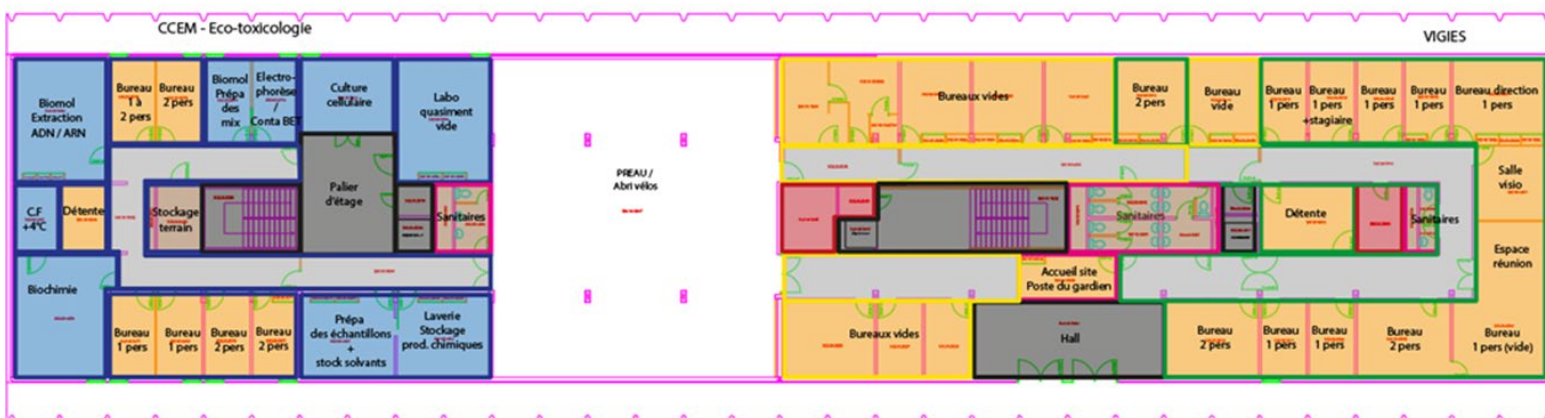 CCEM - Eco-toxicologie
VIGIES
Biomol
Extraction
ADN / ARN
Bureau
1 à
2 pers
Bureau
2 pers
Biomol
Prépa
des
mix
Electro-
phorèse
/
Conta BET
Culture
cellulaire
Labo
quasiment
vide
C.F
+4°C
Détente
Stockage
terrain
Palier
d'étage
Sanitaires
Biochimie
Bureau
1 pers
Bureau
1 pers
Bureau
2 pers
Bureau
2 pers
Prépa
des échantillons
+
stock solvants
Laverie
Stockage
prod. chimiques
PREAU /
Abri vélos
Bureaux vides
Bureau
2 pers
Bureau
vide
Bureau
1 pers
Bureau
1 pers
+stagiaire
Bureau
1 pers
Bureau
1 pers
Bureau direction
1 pers
Salle
visio
Sanitaires
Détente
Sanitaires
Espace
réunion
Accueil site
Poste du gardien
Bureaux vides
Hall
Bureau
2 pers
Bureau
1 pers
Bureau
1 pers
Bureau
2 pers
Bureau
1 pers (vide)